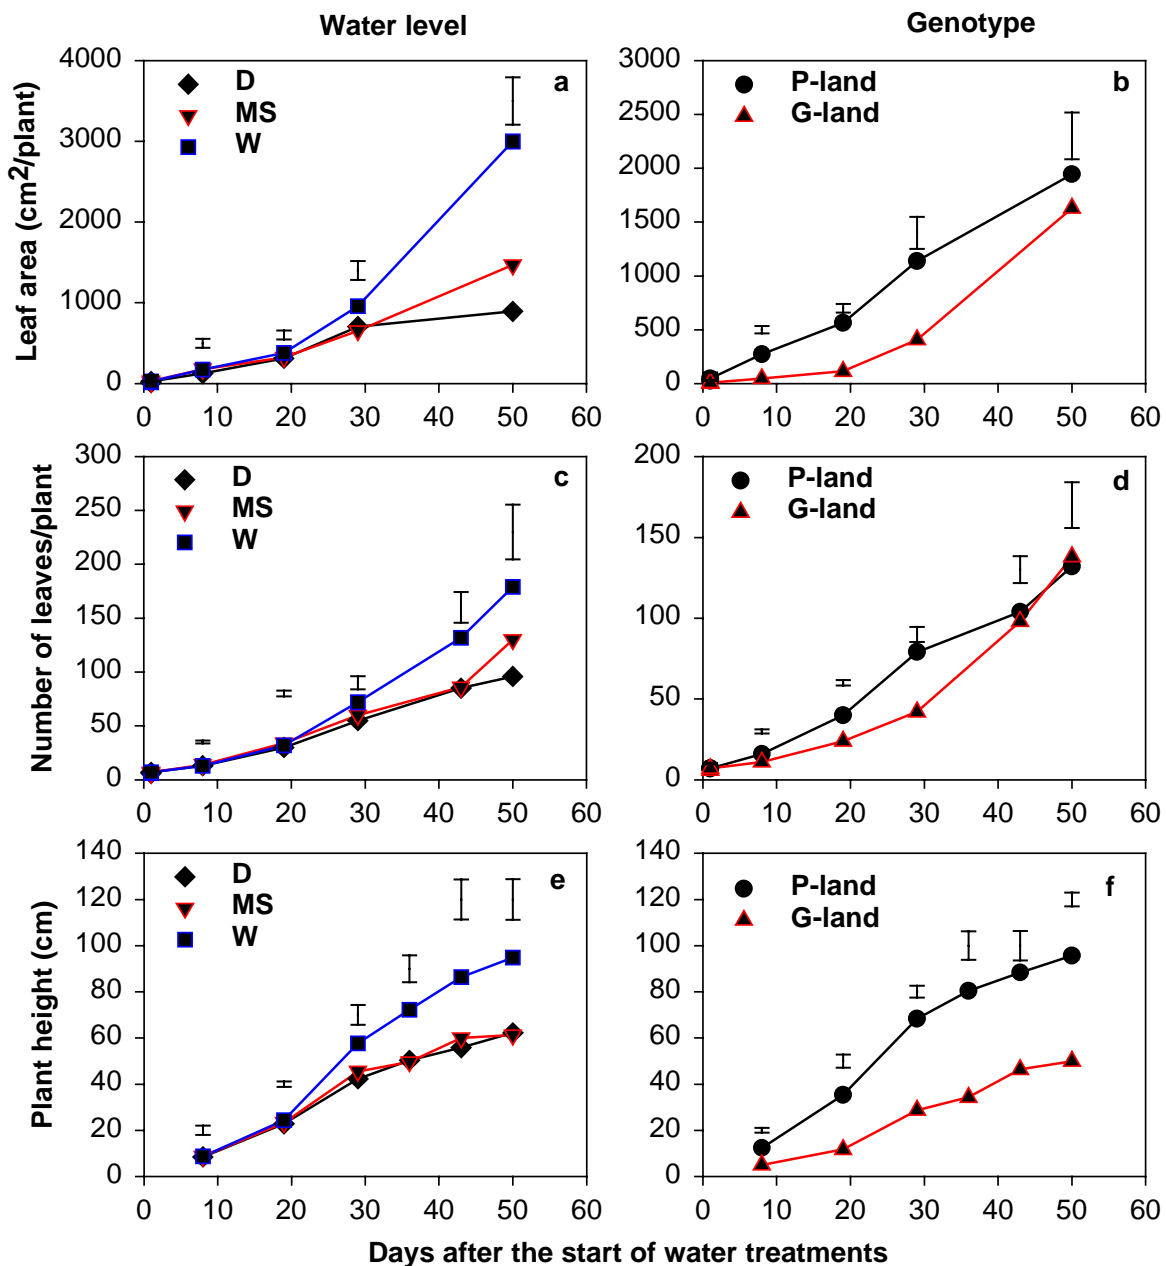 Water level
Genotype
Leaf area (cm²/plant)
4000
3000
2000
1000
0
D
MS
W
a
0 10 20 30 40 50 60
3000
2500
2000
1500
1000
500
0
P-land
G-land
b
0 10 20 30 40 50 60
Number of leaves/plant
300
250
200
150
100
50
0
D
MS
W
c
0 10 20 30 40 50 60
200
150
100
50
0
P-land
G-land
d
0 10 20 30 40 50 60
Plant height (cm)
140
120
100
80
60
40
20
0
D
MS
W
e
0 10 20 30 40 50 60
140
120
100
80
60
40
20
0
P-land
G-land
f
0 10 20 30 40 50 60
Days after the start of water treatments